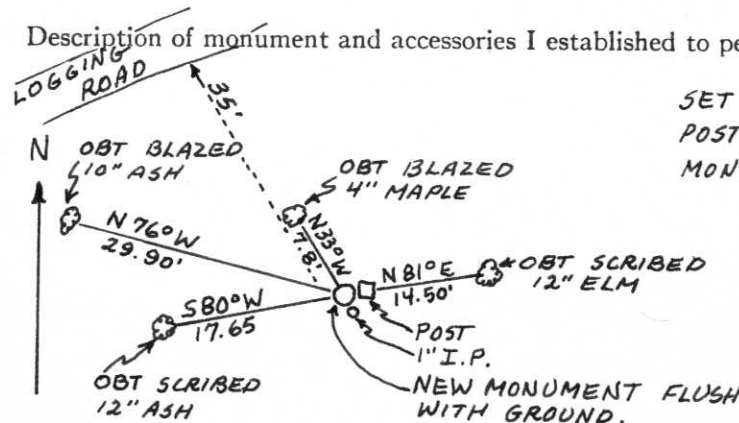 Description of monument and accessories I established to pe
LOGGING
ROAD
35'
SET
POST
MON
N
OBT BLAZED
10" ASH
OBT BLAZED
4" MAPLE
N 76° W
29.90'
N33°W
7.8'
N 81° E
14.50'
OBT SCRIBED
12" ELM
S80°W
17.65
POST
1" I.P.
OBT SCRIBED
12" ASH
NEW MONUMENT FLUSH
WITH GROUND.